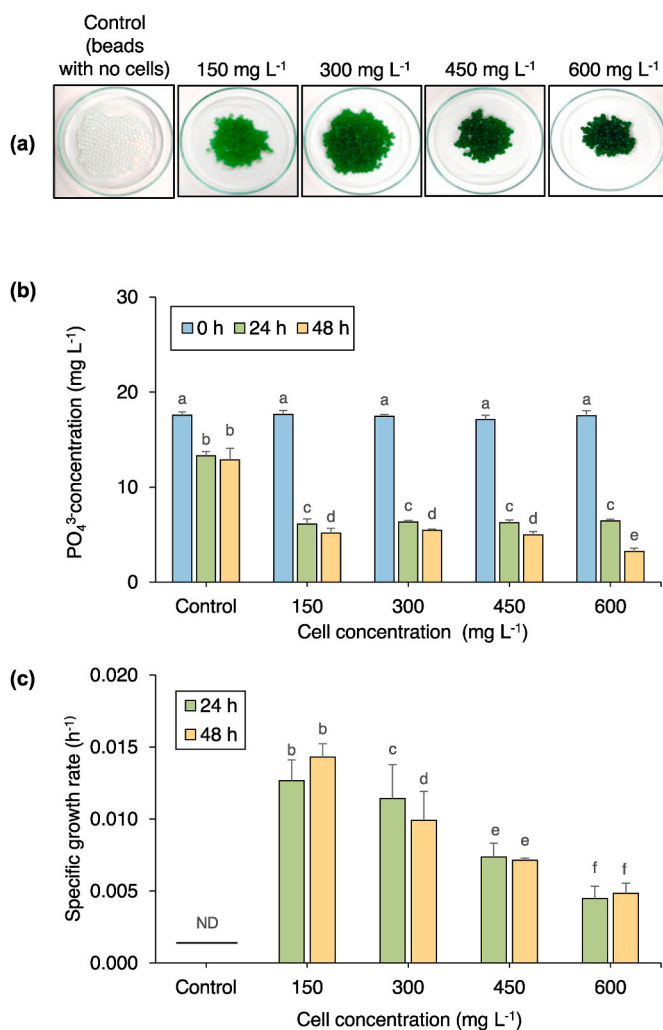 Control
(beads
with no cells)
150 mg L⁻¹
300 mg L⁻¹
450 mg L⁻¹
600 mg L⁻¹
(a)
(b)
PO₄³-concentration (mg L⁻¹)
30
20
10
0
0 h
24 h
48 h
a
b
b
a
c
d
a
c
d
a
c
d
a
c
e
Control
150
300
450
600
Cell concentration (mg L⁻¹)
(c)
Specific growth rate (h⁻¹)
0.020
0.015
0.010
0.005
0.000
24 h
48 h
ND
b
b
c
d
e
e
f
f
Control
150
300
450
600
Cell concentration (mg L⁻¹)